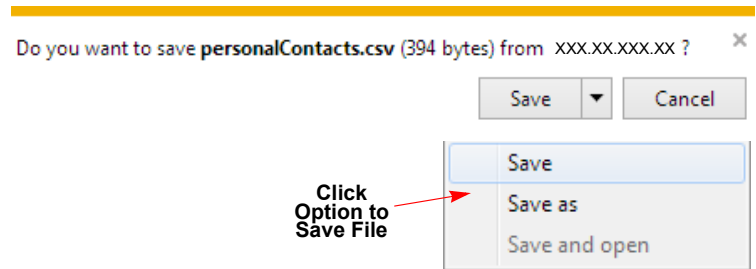 Do you want to save personalContacts.csv (394 bytes) from XXX.XX.XXX.XX ?
Save
Cancel
Save
Click
Option to
Save File
Save as
Save and open